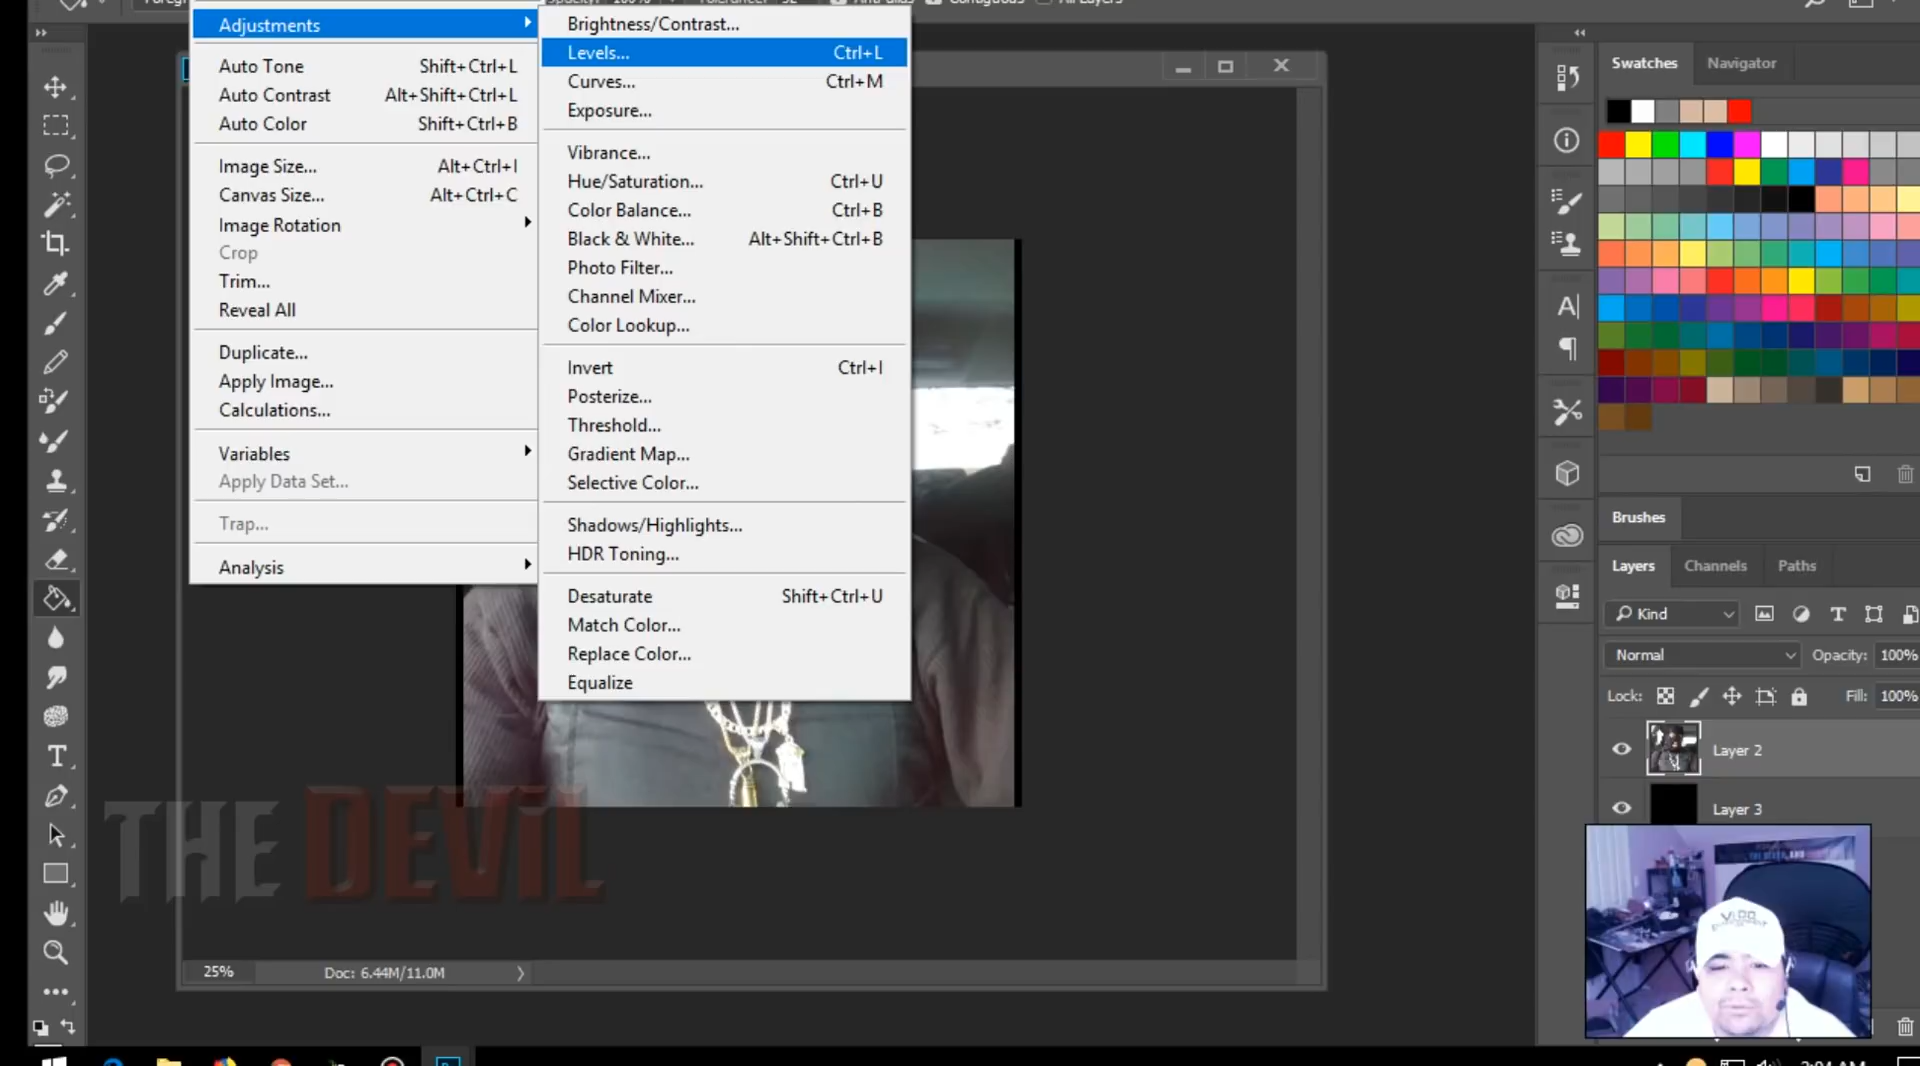 Adjustments
Auto Tone Shift+Ctrl+L
Auto Contrast Alt+Shift+Ctrl+L
Auto Color Shift+Ctrl+B
Image Size... Alt+Ctrl+I
Canvas Size... Alt+Ctrl+C
Image Rotation
Crop
Trim...
Reveal All
Duplicate...
Apply Image...
Calculations...
Variables
Apply Data Set...
Trap...
Analysis
Brightness/Contrast...
Levels... Ctrl+L
Curves... Ctrl+M
Exposure...
Vibrance...
Hue/Saturation... Ctrl+U
Color Balance... Ctrl+B
Black & White... Alt+Shift+Ctrl+B
Photo Filter...
Channel Mixer...
Color Lookup...
Invert Ctrl+I
Posterize...
Threshold...
Gradient Map...
Selective Color...
Shadows/Highlights...
HDR Toning...
Desaturate Shift+Ctrl+U
Match Color...
Replace Color...
Equalize
THE DEViL
25% Doc: 6.44M/11.0M
Swatches Navigator
Brushes
Layers Channels Paths
Kind
Normal Opacity: 100%
Lock: Fill: 100%
Layer 2
Layer 3